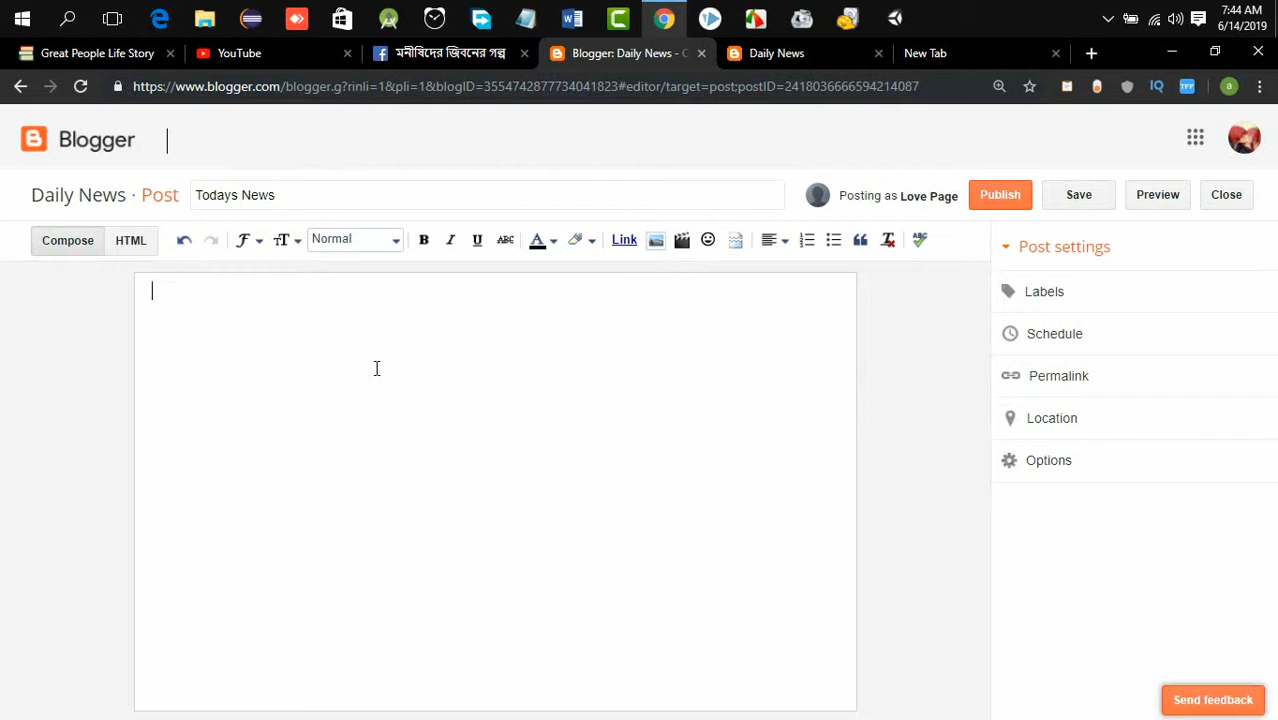 7:44 AM
6/14/2019
Great People Life Story
YouTube
মনীষিদের জিবনের গল্প
Blogger: Daily News - C
Daily News
New Tab
https://www.blogger.com/blogger.g?rinli=1&pli=1&blogID=3554742877734041823#editor/target=post;postID=2418036666594214087
IQ
TFF
a
Blogger
Daily News · Post
Todays News
Posting as Love Page
Publish
Save
Preview
Close
Compose
HTML
Normal
B
I
U
ABC
A
Link
Post settings
Labels
Schedule
Permalink
Location
Options
Send feedback